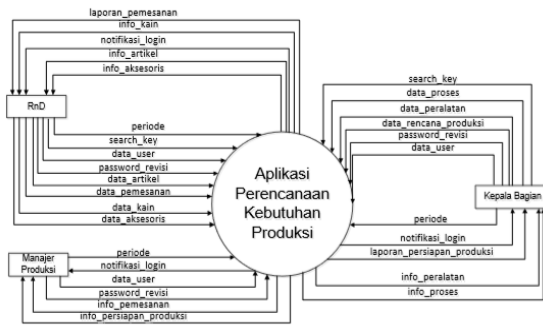 laporan_pemesanan
info_kain
notifikasi_login
info_artikel
info_aksesoris
RnD
periode
search_key
data_user
password_revisi
data_artikel
data_pemesanan
data_kain
data_aksesoris
Aplikasi
Perencanaan
Kebutuhan
Produksi
search_key
data_proses
data_peralatan
data_rencana_produksi
password_revisi
data_user
Kepala Bagian
periode
notifikasi_login
laporan_persiapan_produksi
info_peralatan
info_proses
Manajer
Produksi
periode
notifikasi_login
data_user
password_revisi
info_pemesanan
info_persiapan_produksi